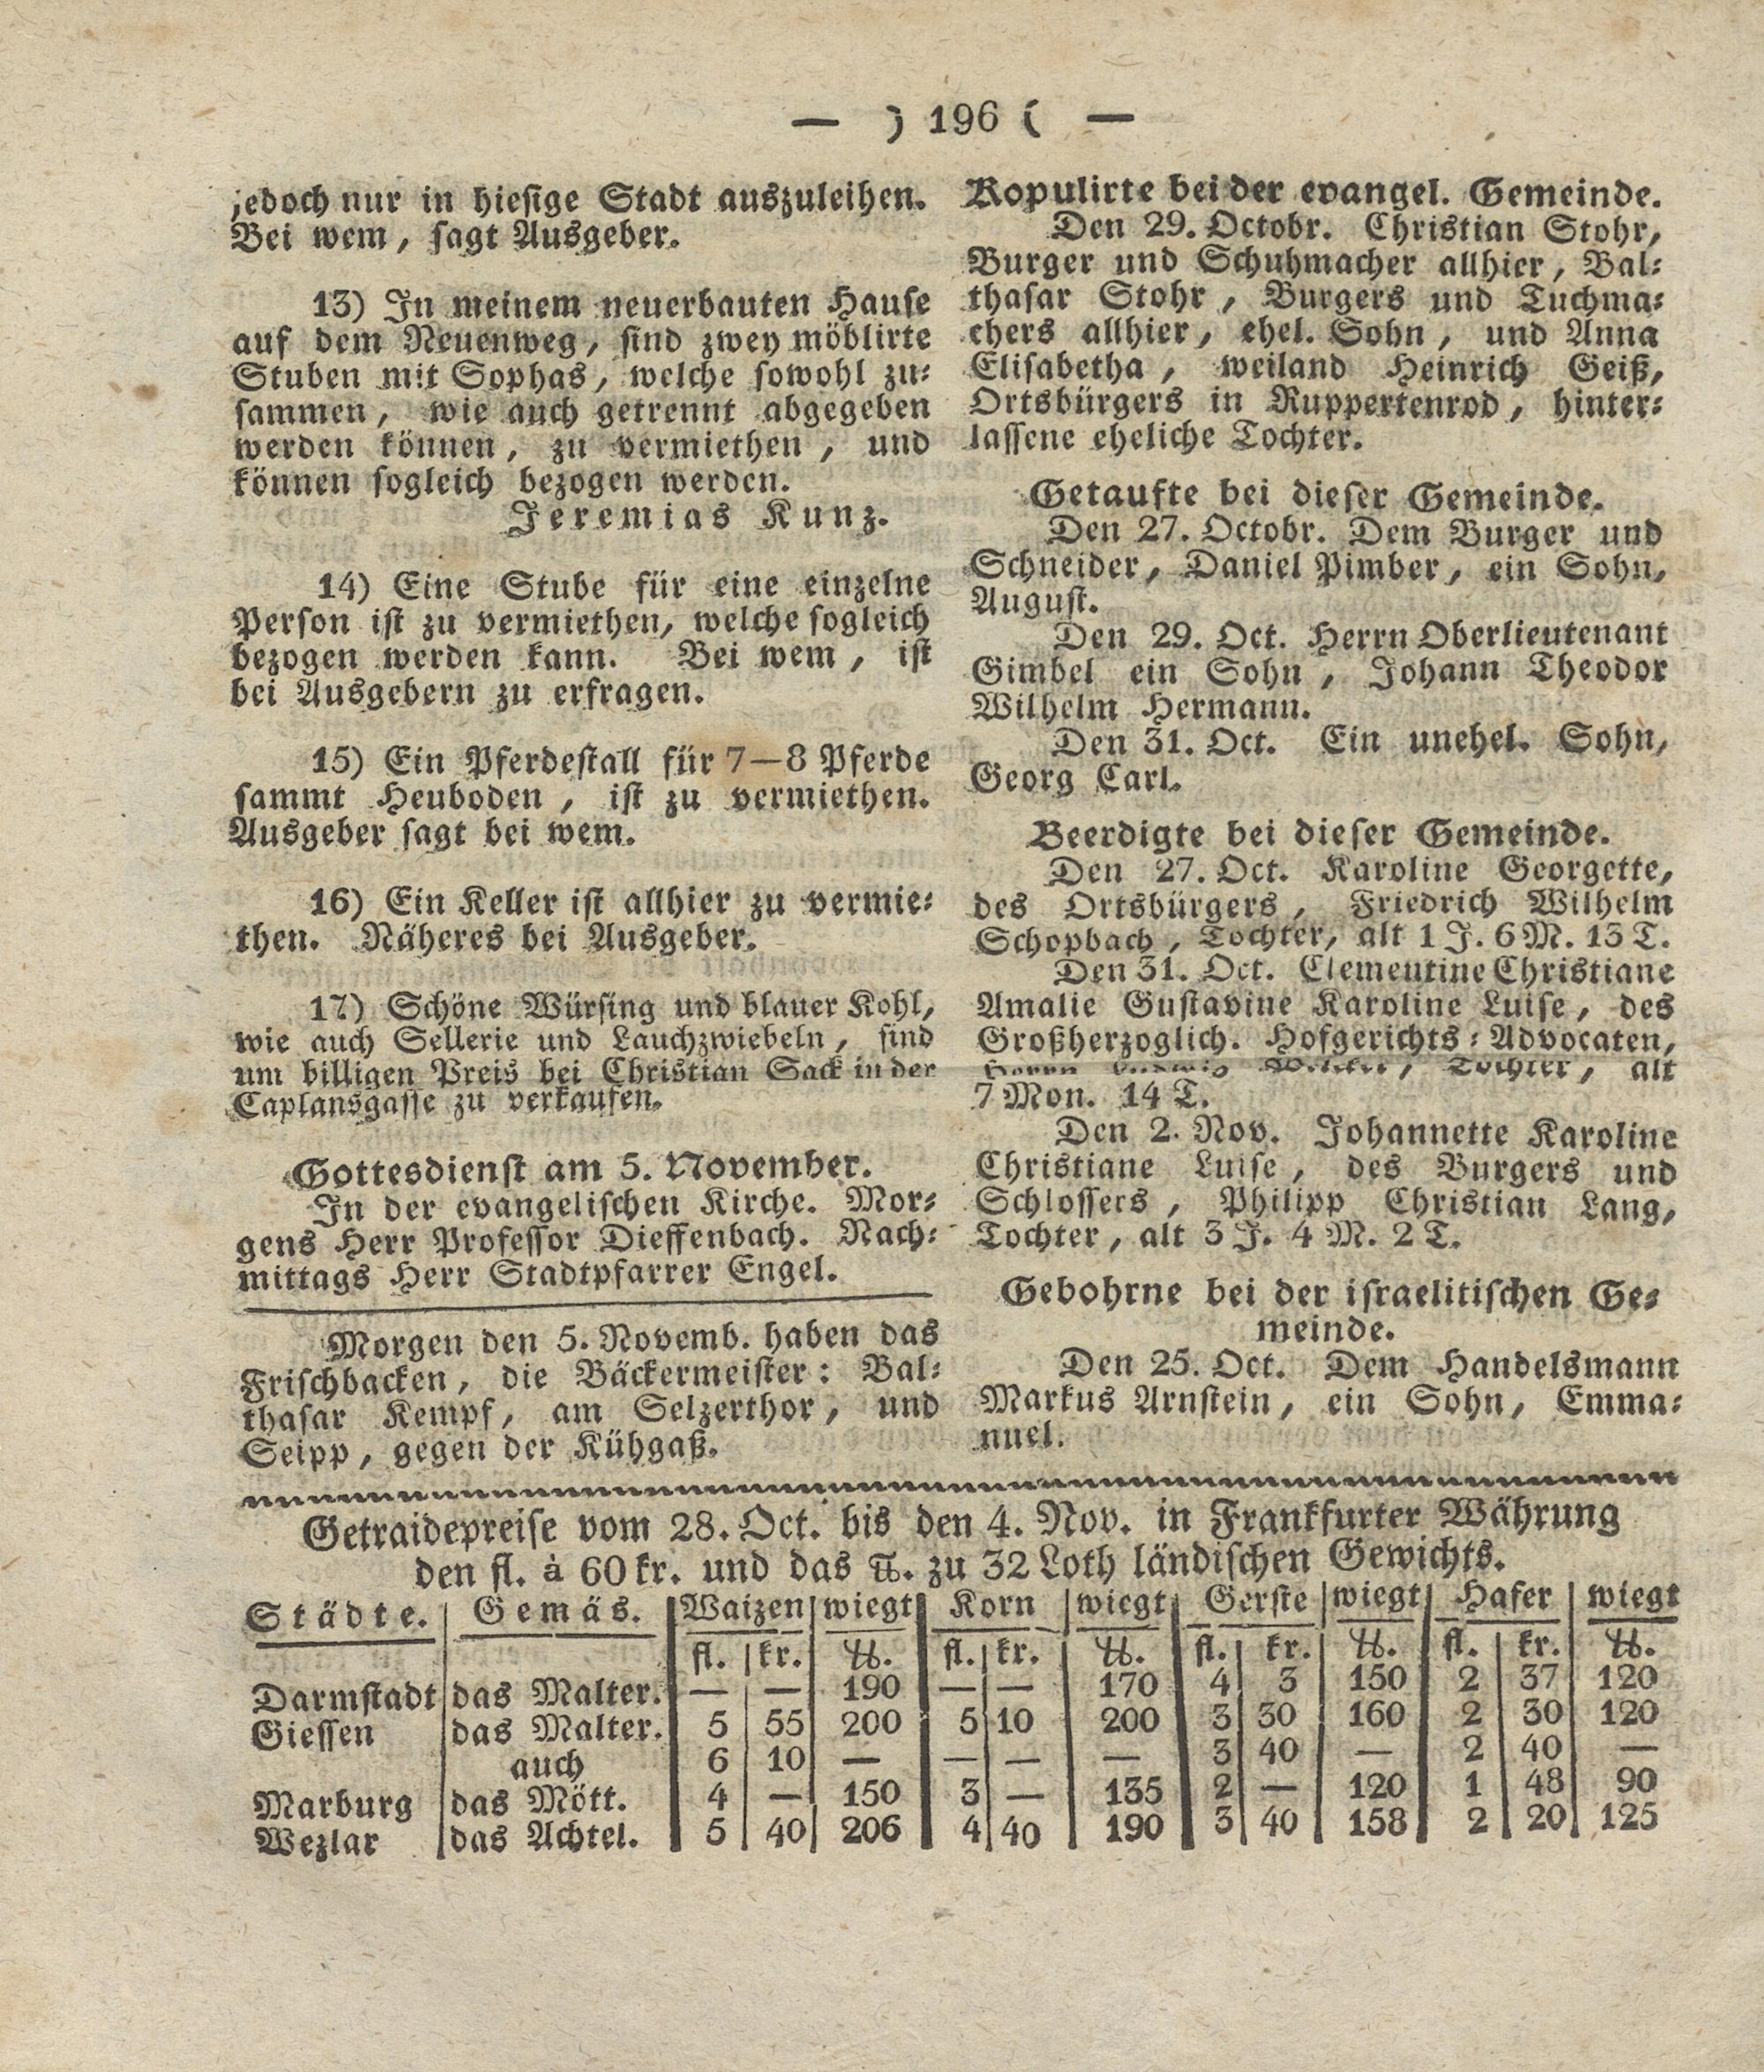 — ) 196 ( —
jedoch nur in hiesige Stadt auszuleihen.
Bei wem, sagt Ausgeber.
13) In meinem neuerbauten Hause
auf dem Neuenweg, sind zwey möblirte
Stuben mit Sophas, welche sowohl zu-
sammen, wie auch getrennt abgegeben
werden können, zu vermiethen, und
können sogleich bezogen werden.
Jeremias Kunz.
14) Eine Stube für eine einzelne
Person ist zu vermiethen, welche sogleich
bezogen werden kann. Bei wem, ist
bei Ausgebern zu erfragen.
15) Ein Pferdestall für 7—8 Pferde
sammt Heuboden, ist zu vermiethen.
Ausgeber sagt bei wem.
16) Ein Keller ist allhier zu vermie-
then. Näheres bei Ausgeber.
17) Schöne Würsing und blauer Kohl,
wie auch Sellerie und Lauchzwiebeln, sind
um billigen Preis bei Christian Sack in der
Caplansgasse zu verkaufen.
Gottesdienst am 5. November.
In der evangelischen Kirche. Mor-
gens Herr Professor Dieffenbach. Nach-
mittags Herr Stadtpfarrer Engel.
Morgen den 5. Novemb. haben das
Frischbacken, die Bäckermeister: Bal-
thasar Kempf, am Selzerthor, und
Seipp, gegen der Kühgaß.
Kopulirte bei der evangel. Gemeinde.
Den 29. Octobr. Christian Stohr,
Burger und Schuhmacher allhier, Bal-
thasar Stohr, Burgers und Tuchma-
chers allhier, ehel. Sohn, und Anna
Elisabetha, weiland Heinrich Geiß,
Ortsbürgers in Ruppertenrod, hinter-
lassene eheliche Tochter.
Getaufte bei dieser Gemeinde.
Den 27. Octobr. Dem Burger und
Schneider, Daniel Pimber, ein Sohn,
August.
Den 29. Oct. Herrn Oberlieutenant
Gimbel ein Sohn, Johann Theodor
Wilhelm Hermann.
Den 31. Oct. Ein unehel. Sohn,
Georg Carl.
Beerdigte bei dieser Gemeinde.
Den 27. Oct. Karoline Georgette,
des Ortsbürgers, Friedrich Wilhelm
Schopbach, Tochter, alt 1 J. 6 M. 13 T.
Den 31. Oct. Clementine Christiane
Amalie Gustavine Karoline Luise, des
Großherzoglich. Hofgerichts-Advocaten,
Herrn Tochter, alt
7 Mon. 14 T.
Den 2. Nov. Johannette Karoline
Christiane Luise, des Burgers und
Schlossers, Philipp Christian Lang,
Tochter, alt 3 J. 4 M. 2 T.
Gebohrne bei der israelitischen Ge-
meinde.
Den 25. Oct. Dem Handelsmann
Markus Arnstein, ein Sohn, Emma-
nuel.
Getraidepreise vom 28. Oct. bis den 4. Nov. in Frankfurter Währung
den fl. à 60 kr. und das ℔. zu 32 Loth ländischen Gewichts.
Städte. Gemäs. Waizen wiegt Korn wiegt Gerste wiegt Hafer wiegt
fl. kr. ℔. fl. kr. ℔. fl. kr. ℔. fl. kr. ℔.
Darmstadt das Malter. — — 190 — — 170 4 3 150 2 37 120
Giessen das Malter. 5 55 200 5 10 200 3 30 160 2 30 120
auch 6 10 — — — — 3 40 — 2 40 —
Marburg das Mött. 4 — 150 3 — 135 2 — 120 1 48 90
Wezlar das Achtel. 5 40 206 4 40 190 3 40 158 2 20 125